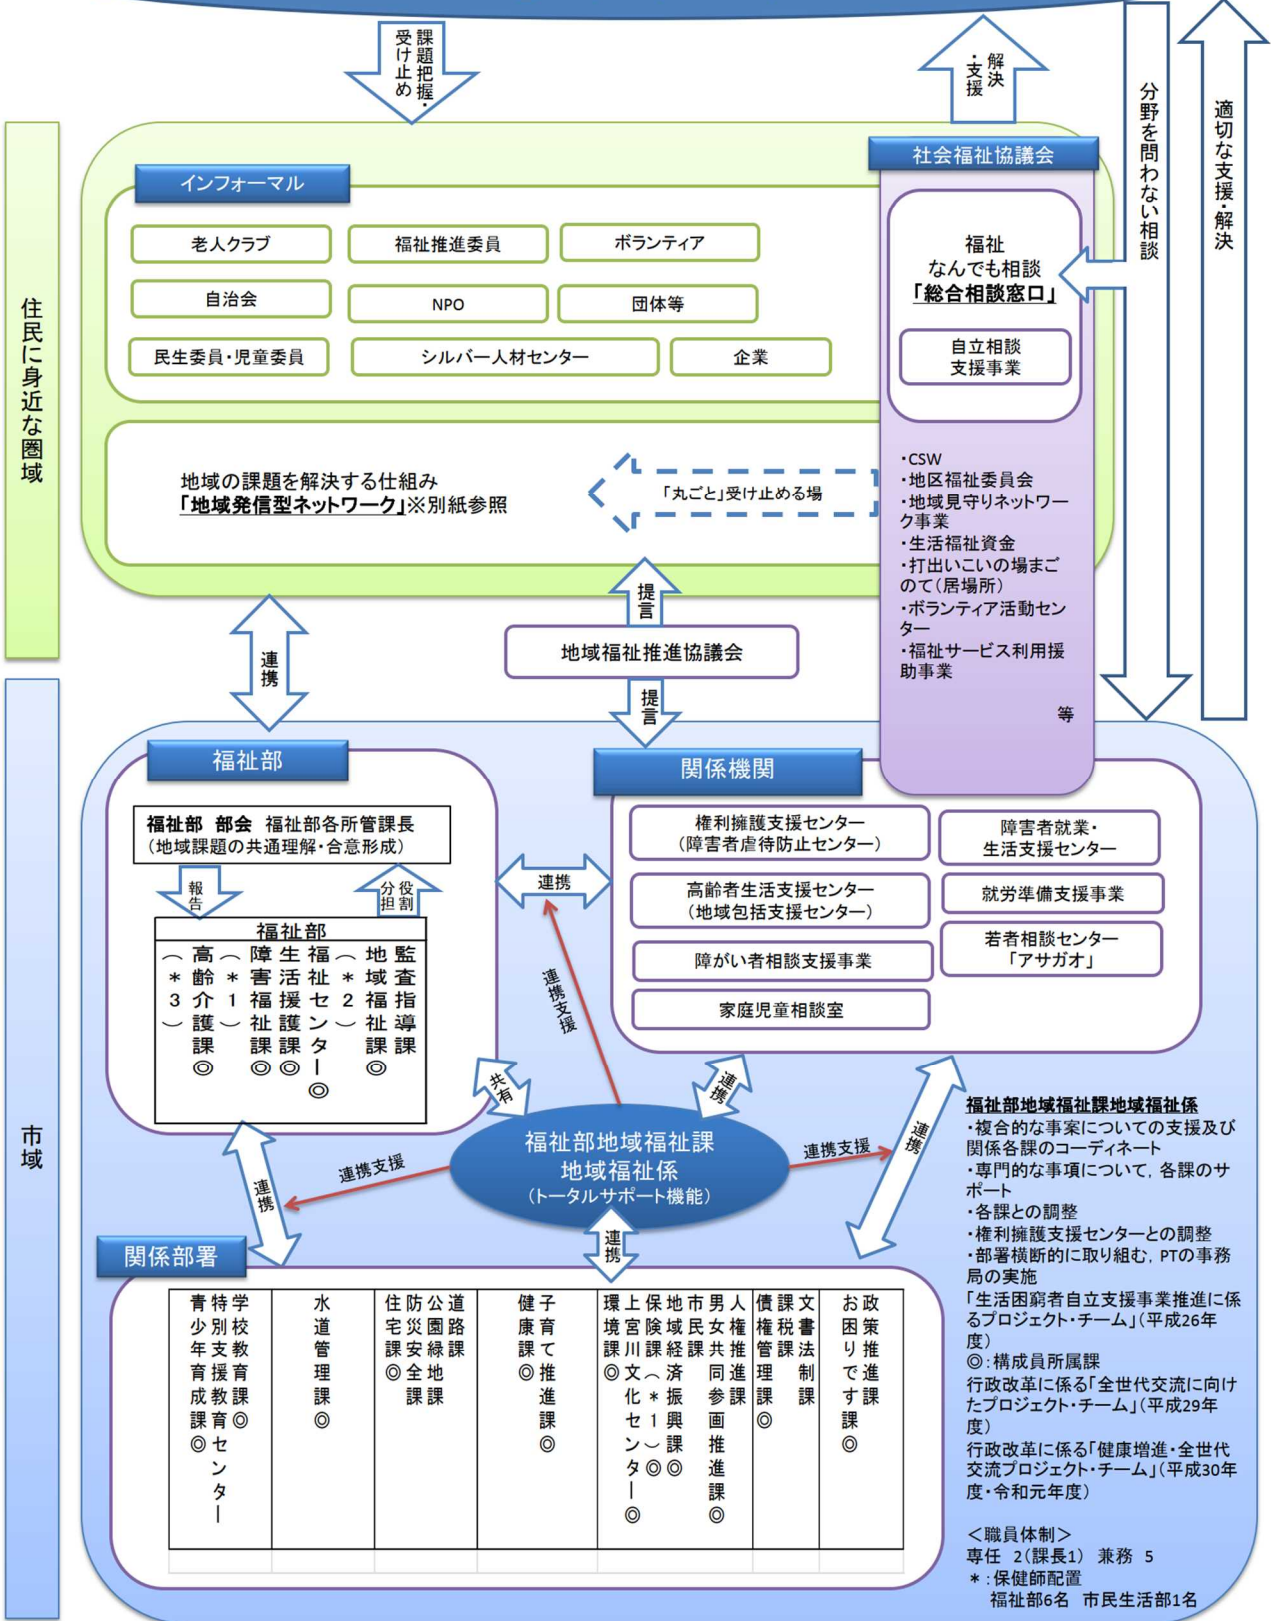 課題把握・
受け止め
解決
・支援
分野を問わない相談
適切な支援・解決
住民に身近な圏域
インフォーマル
老人クラブ
福祉推進委員
ボランティア
自治会
NPO
団体等
民生委員・児童委員
シルバー人材センター
企業
社会福祉協議会
福祉
なんでも相談
「総合相談窓口」
自立相談
支援事業
・CSW
・地区福祉委員会
・地域見守りネットワー
ク事業
・生活福祉資金
・打出いこいの場まご
のて(居場所)
・ボランティア活動セン
ター
・福祉サービス利用援
助事業
等
地域の課題を解決する仕組み
「地域発信型ネットワーク」※別紙参照
「丸ごと」受け止める場
提言
地域福祉推進協議会
提言
連携
市域
福祉部
福祉部 部会 福祉部各所管課長
(地域課題の共通理解・合意形成)
報告
役割
分担
福祉部
監査指導課
地域福祉課◎
(*2)
福祉センター◎
生活援護課◎
障害福祉課◎
(*1)
高齢介護課◎
(*3)
連携
関係機関
権利擁護支援センター
(障害者虐待防止センター)
高齢者生活支援センター
(地域包括支援センター)
障がい者相談支援事業
家庭児童相談室
障害者就業・
生活支援センター
就労準備支援事業
若者相談センター
「アサガオ」
連携支援
共有
連携
連携
福祉部地域福祉課
地域福祉係
(トータルサポート機能)
連携支援
連携支援
連携
連携
関係部署
政策推進課
お困りです課◎
文書法制課
課税課
債権管理課◎
人権推進課
男女共同参画推進課◎
市民課
地域経済振興課◎
保険課(*1)◎
上宮川文化センター◎
環境課◎
子育て推進課◎
健康課◎
道路課
公園緑地課
防災安全課
住宅課◎
水道管理課◎
学校教育課◎
特別支援教育センター
青少年育成課◎
福祉部地域福祉課地域福祉係
・複合的な事案についての支援及び
関係各課のコーディネート
・専門的な事項について,各課のサ
ポート
・各課との調整
・権利擁護支援センターとの調整
・部署横断的に取り組む,PTの事務
局の実施
「生活困窮者自立支援事業推進に係
るプロジェクト・チーム」(平成26年
度)
◎:構成員所属課
行政改革に係る「全世代交流に向け
たプロジェクト・チーム」(平成29年
度)
行政改革に係る「健康増進・全世代
交流プロジェクト・チーム」(平成30年
度・令和元年度)
＜職員体制＞
専任 2(課長1) 兼務 5
*:保健師配置
福祉部6名 市民生活部1名